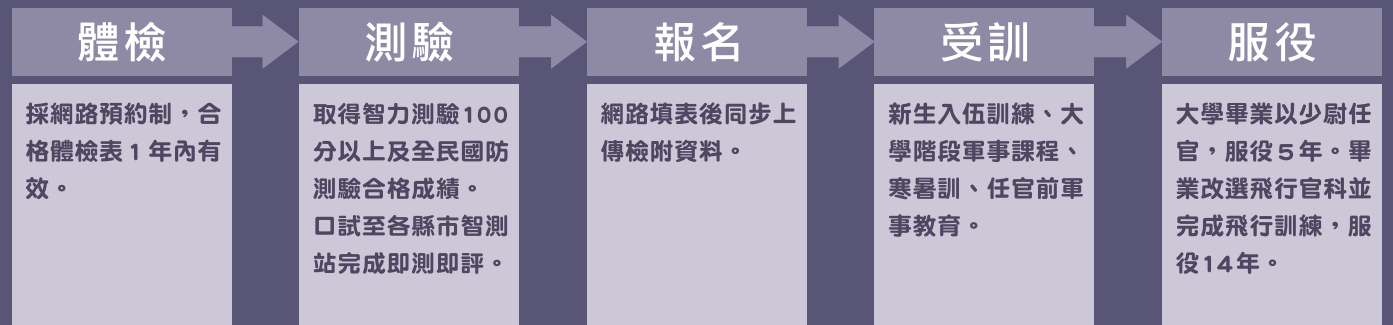 體檢
採網路預約制，合
格體檢表1年內有
效。
測驗
取得智力測驗100
分以上及全民國防
測驗合格成績。
口試至各縣市智測
站完成即測即評。
報名
網路填表後同步上
傳檢附資料。
受訓
新生入伍訓練、大
學階段軍事課程、
寒暑訓、任官前軍
事教育。
服役
大學畢業以少尉任
官，服役5年。畢
業改選飛行官科並
完成飛行訓練，服
役14年。